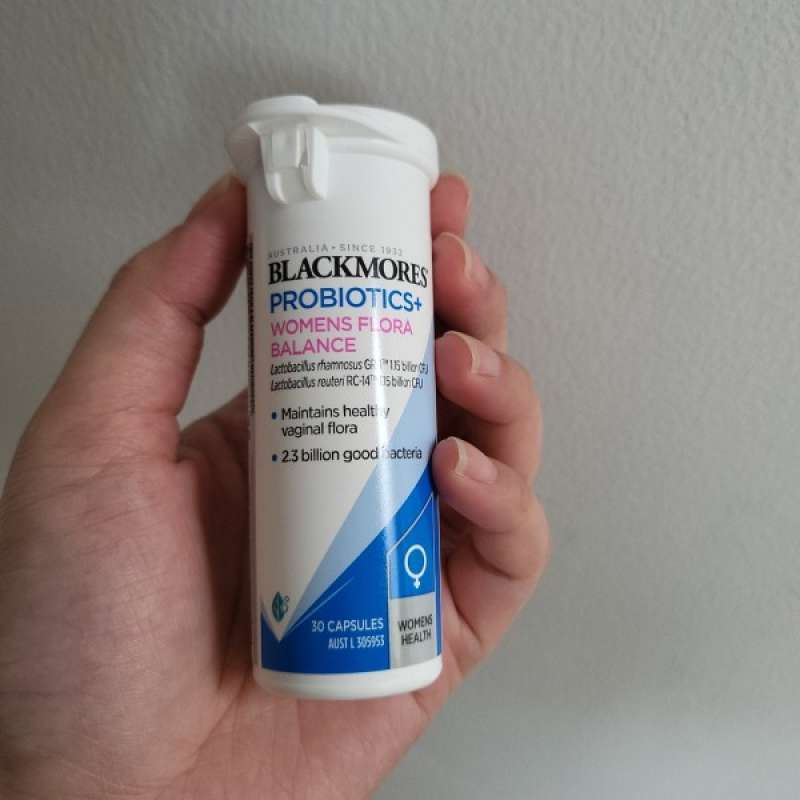 AUSTRALIA • SINCE 1932
BLACKMORES®
PROBIOTICS+
WOMENS FLORA
BALANCE
Lactobacillus rhamnosus GR-1™ 1.15 billion CFU
Lactobacillus reuteri RC-14™ 1.15 billion CFU
• Maintains healthy
vaginal flora
• 2.3 billion good bacteria
30 CAPSULES
AUST L 305953
WOMENS
HEALTH